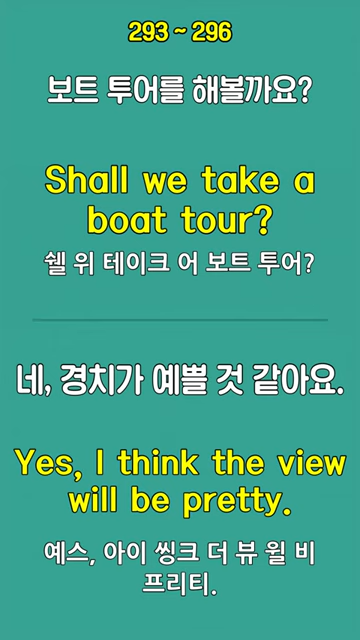 293 ~ 296
보트 투어를 해볼까요?
Shall we take a
boat tour?
쉘 위 테이크 어 보트 투어?
네, 경치가 예쁠 것 같아요.
Yes, I think the view
will be pretty.
예스, 아이 씽크 더 뷰 윌 비
프리티.